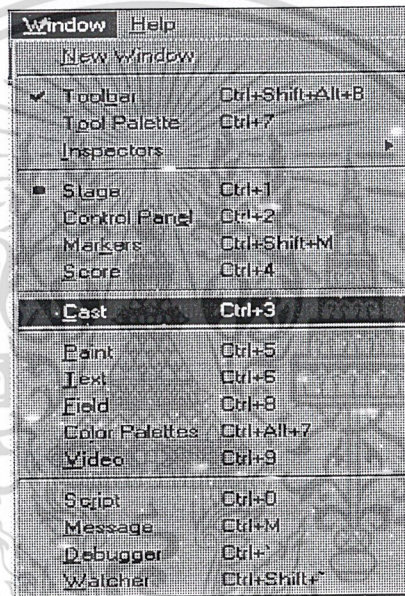 Window Help
New Window
Toolbar Ctrl+Shift+Alt+B
Tool Palette Ctrl+7
Inspectors
Stage Ctrl+1
Control Panel Ctrl+2
Markers Ctrl+Shift+M
Score Ctrl+4
Cast Ctrl+3
Paint Ctrl+5
Text Ctrl+6
Field Ctrl+8
Color Palettes Ctrl+Alt+7
Video Ctrl+9
Script Ctrl+0
Message Ctrl+M
Debugger Ctrl+`
Watcher Ctrl+Shift+`